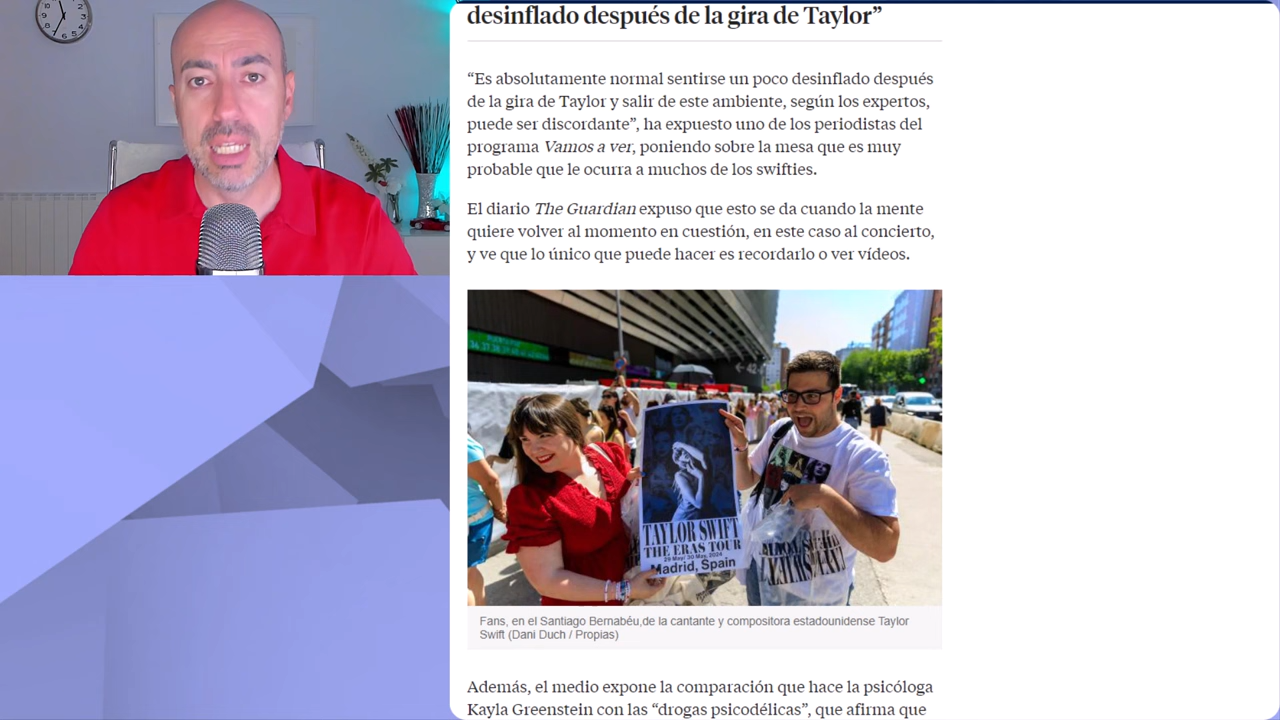 desinflado después de la gira de Taylor”
“Es absolutamente normal sentirse un poco desinflado después
de la gira de Taylor y salir de este ambiente, según los expertos,
puede ser discordante”, ha expuesto uno de los periodistas del
programa Vamos a ver, poniendo sobre la mesa que es muy
probable que le ocurra a muchos de los swifties.
El diario The Guardian expuso que esto se da cuando la mente
quiere volver al momento en cuestión, en este caso al concierto,
y ve que lo único que puede hacer es recordarlo o ver vídeos.
TAYLOR SWIFT
THE ERAS TOUR
29 May/ 30 May, 2024
Madrid, Spain
Fans, en el Santiago Bernabéu,de la cantante y compositora estadounidense Taylor
Swift (Dani Duch / Propias)
Además, el medio expone la comparación que hace la psicóloga
Kayla Greenstein con las “drogas psicodélicas”, que afirma que